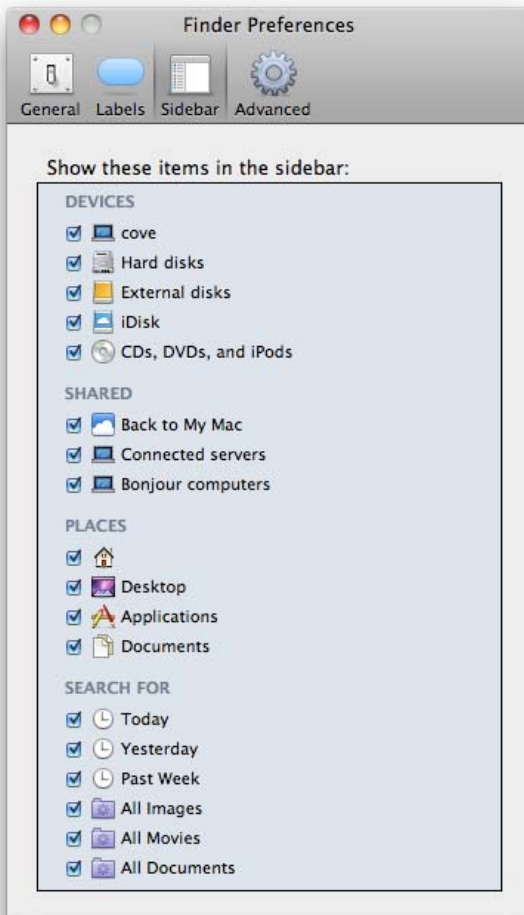 Finder Preferences
General Labels Sidebar Advanced
Show these items in the sidebar:
DEVICES
cove
Hard disks
External disks
iDisk
CDs, DVDs, and iPods
SHARED
Back to My Mac
Connected servers
Bonjour computers
PLACES
Desktop
Applications
Documents
SEARCH FOR
Today
Yesterday
Past Week
All Images
All Movies
All Documents